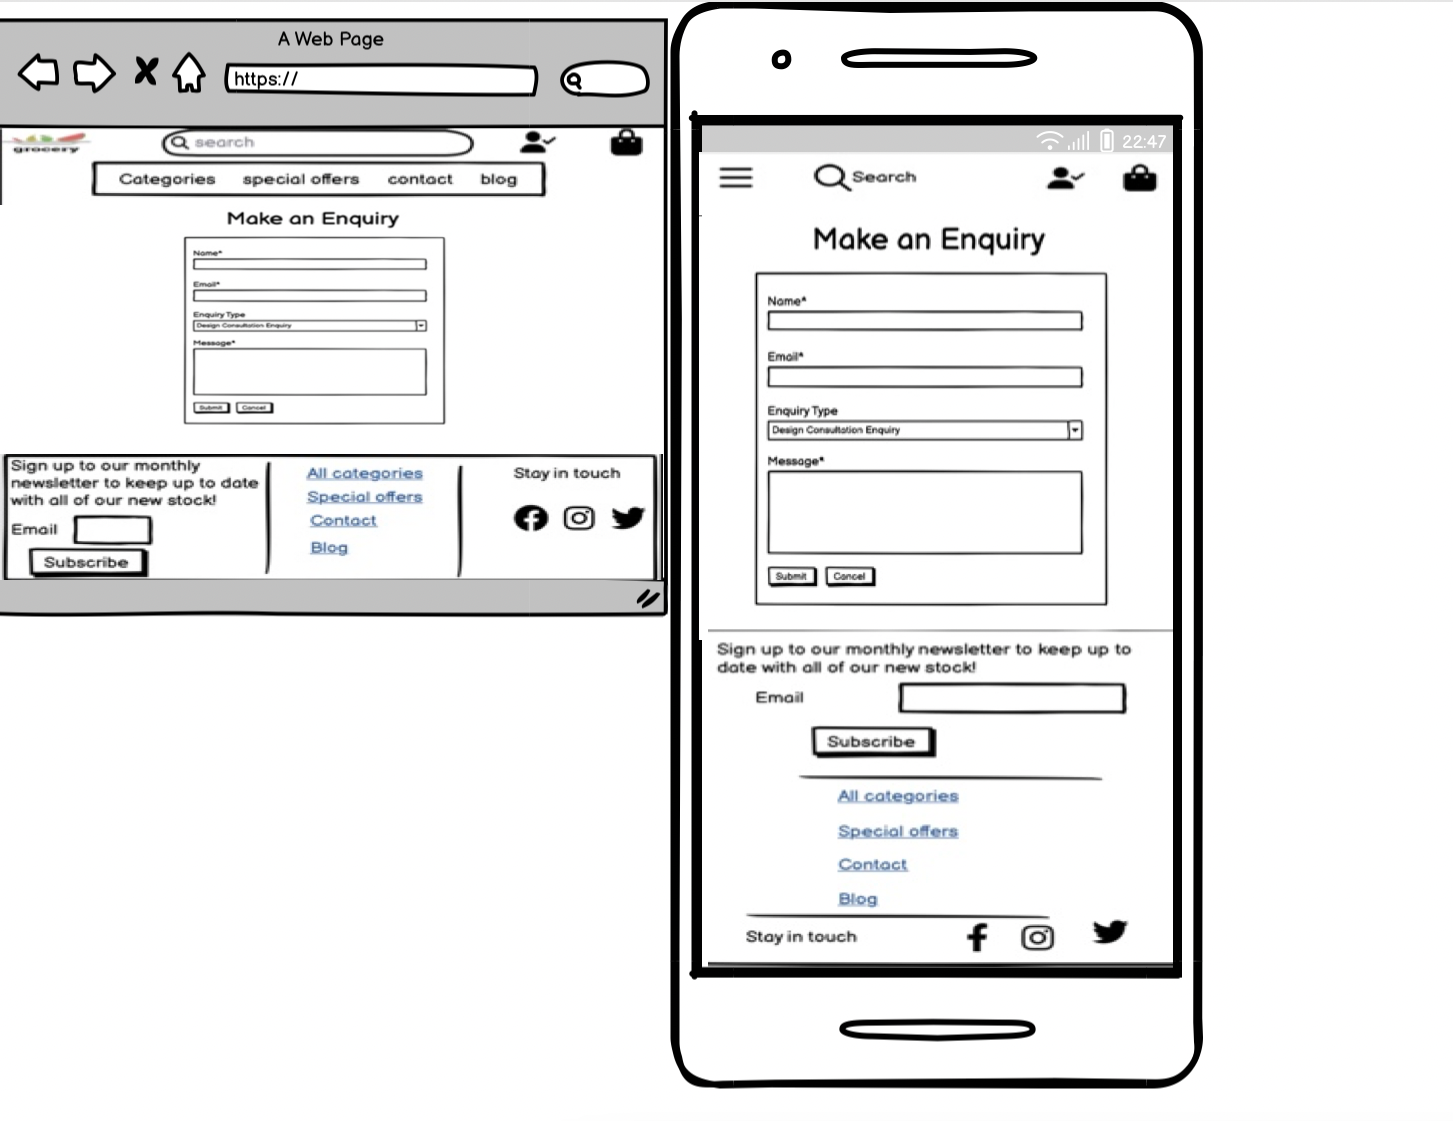 A Web Page
https://
grocery
search
Categories special offers contact blog
Make an Enquiry
Name*
Email*
Enquiry Type
Design Consultation Enquiry
Message*
Submit Cancel
Sign up to our monthly
newsletter to keep up to date
with all of our new stock!
Email
Subscribe
All categories
Special offers
Contact
Blog
Stay in touch
22:47
Search
Make an Enquiry
Name*
Email*
Enquiry Type
Design Consultation Enquiry
Message*
Submit Cancel
Sign up to our monthly newsletter to keep up to
date with all of our new stock!
Email
Subscribe
All categories
Special offers
Contact
Blog
Stay in touch